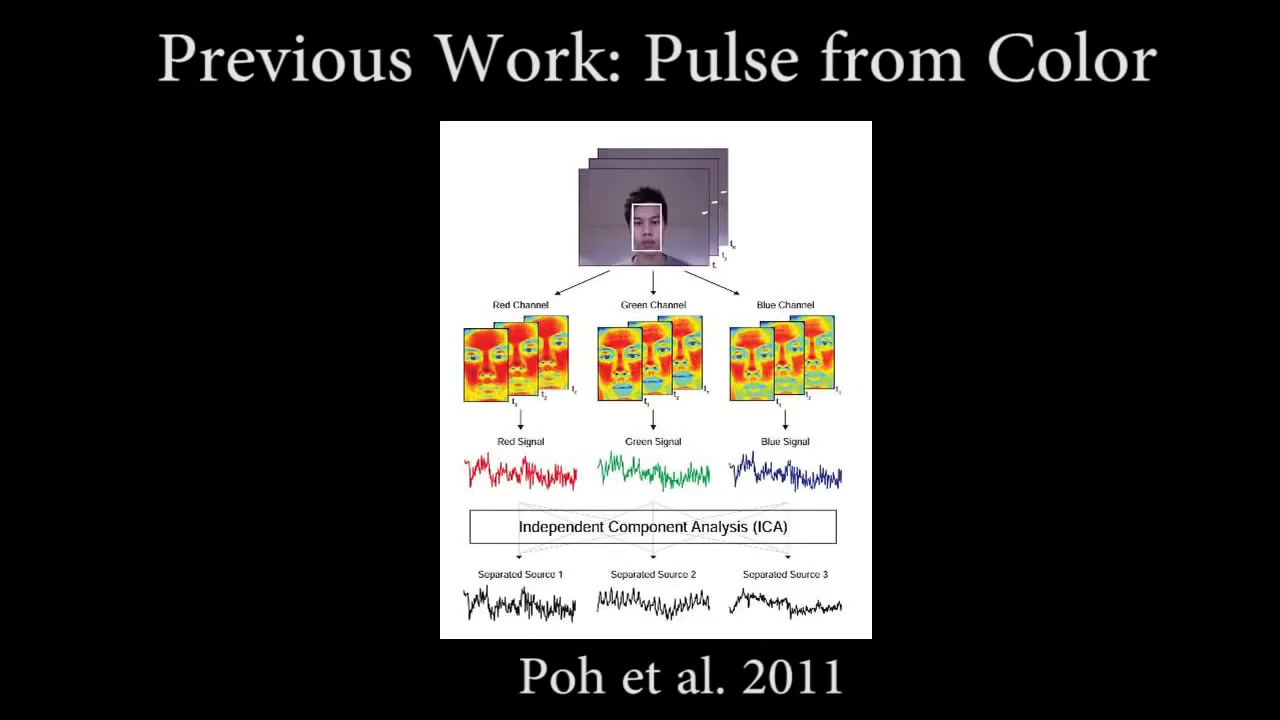 Previous Work: Pulse from Color
Red Channel Green Channel Blue Channel
Red Signal Green Signal Blue Signal
Independent Component Analysis (ICA)
Separated Source 1 Separated Source 2 Separated Source 3
Poh et al. 2011